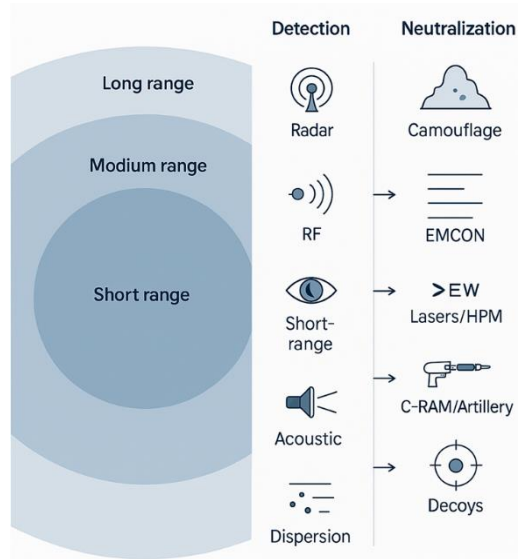 Detection
Neutralization
Long range
Modium range
Short range
Radar
RF
Short-
range
Acoustic
Dispersion
Camouflage
EMCON
>EW
Lasers/HPM
C-RAM/Artillery
Decoys